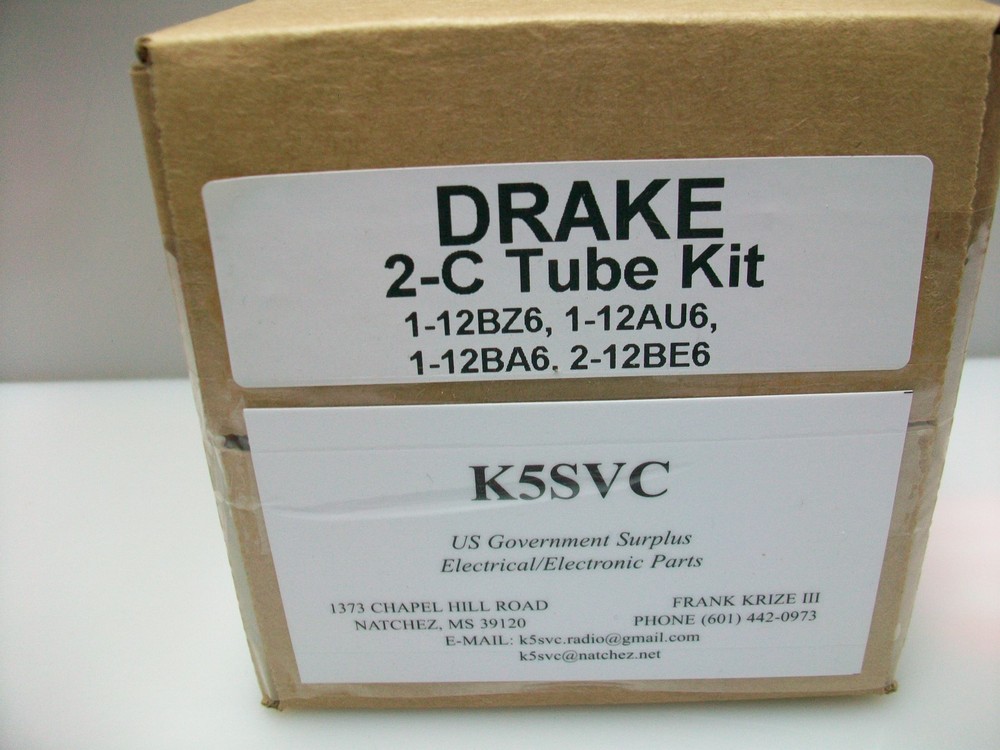 DRAKE
2-C Tube Kit
1-12BZ6, 1-12AU6,
1-12BA6. 2-12BE6
K5SVC
US Government Surplus
Electrical/Electronic Parts
1373 CHAPEL HILL ROAD
NATCHEZ, MS 39120
FRANK KRIZE III
PHONE (601) 442-0973
E-MAIL: k5svc.radio@gmail.com
k5svc@natchez.net